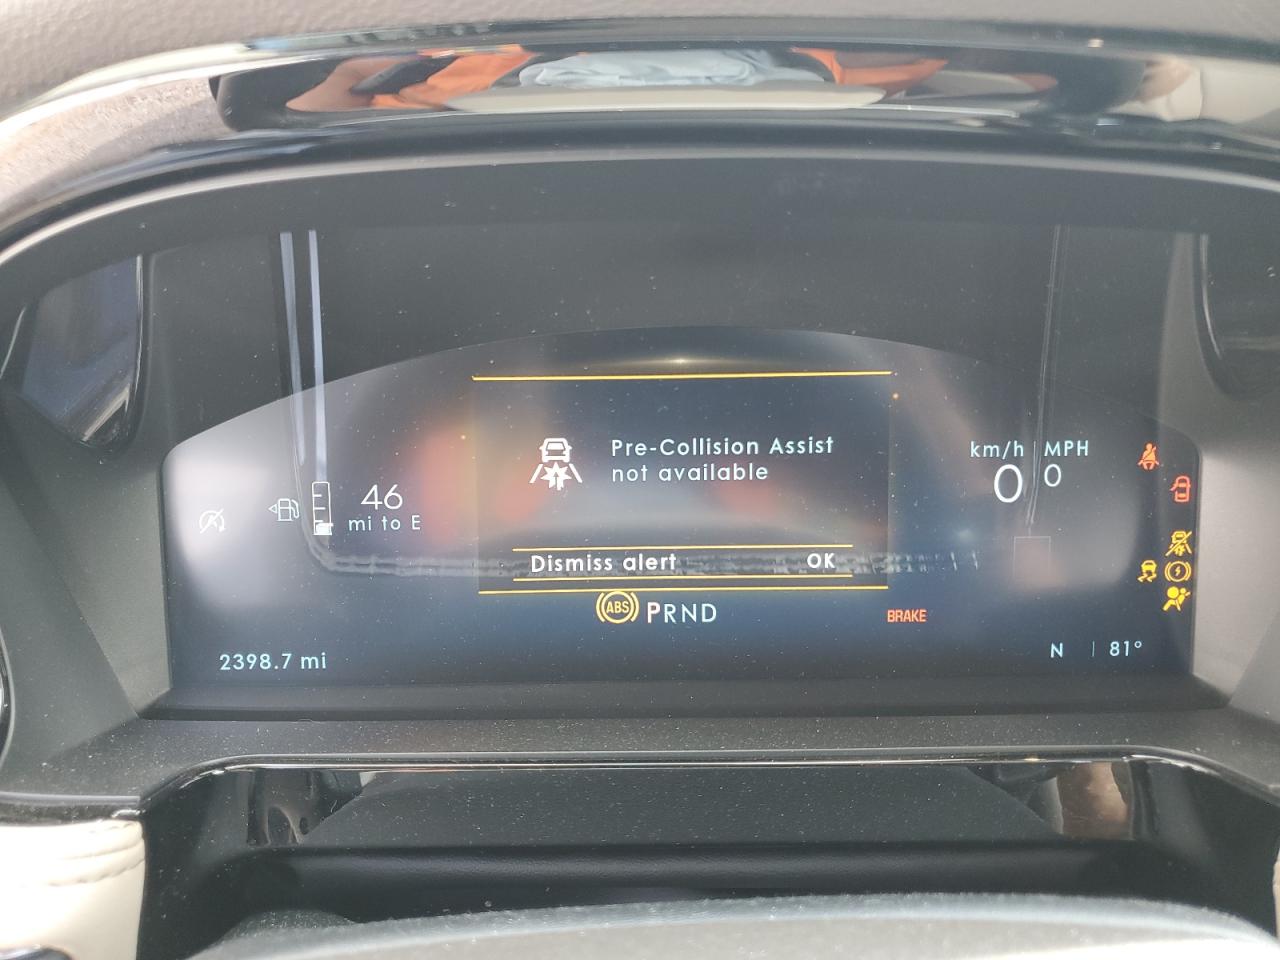 Pre-Collision Assist
not available
km/h MPH
0 0
46
mi to E
Dismiss alert OK
ABS PRND
BRAKE
2398.7 mi
N 81°